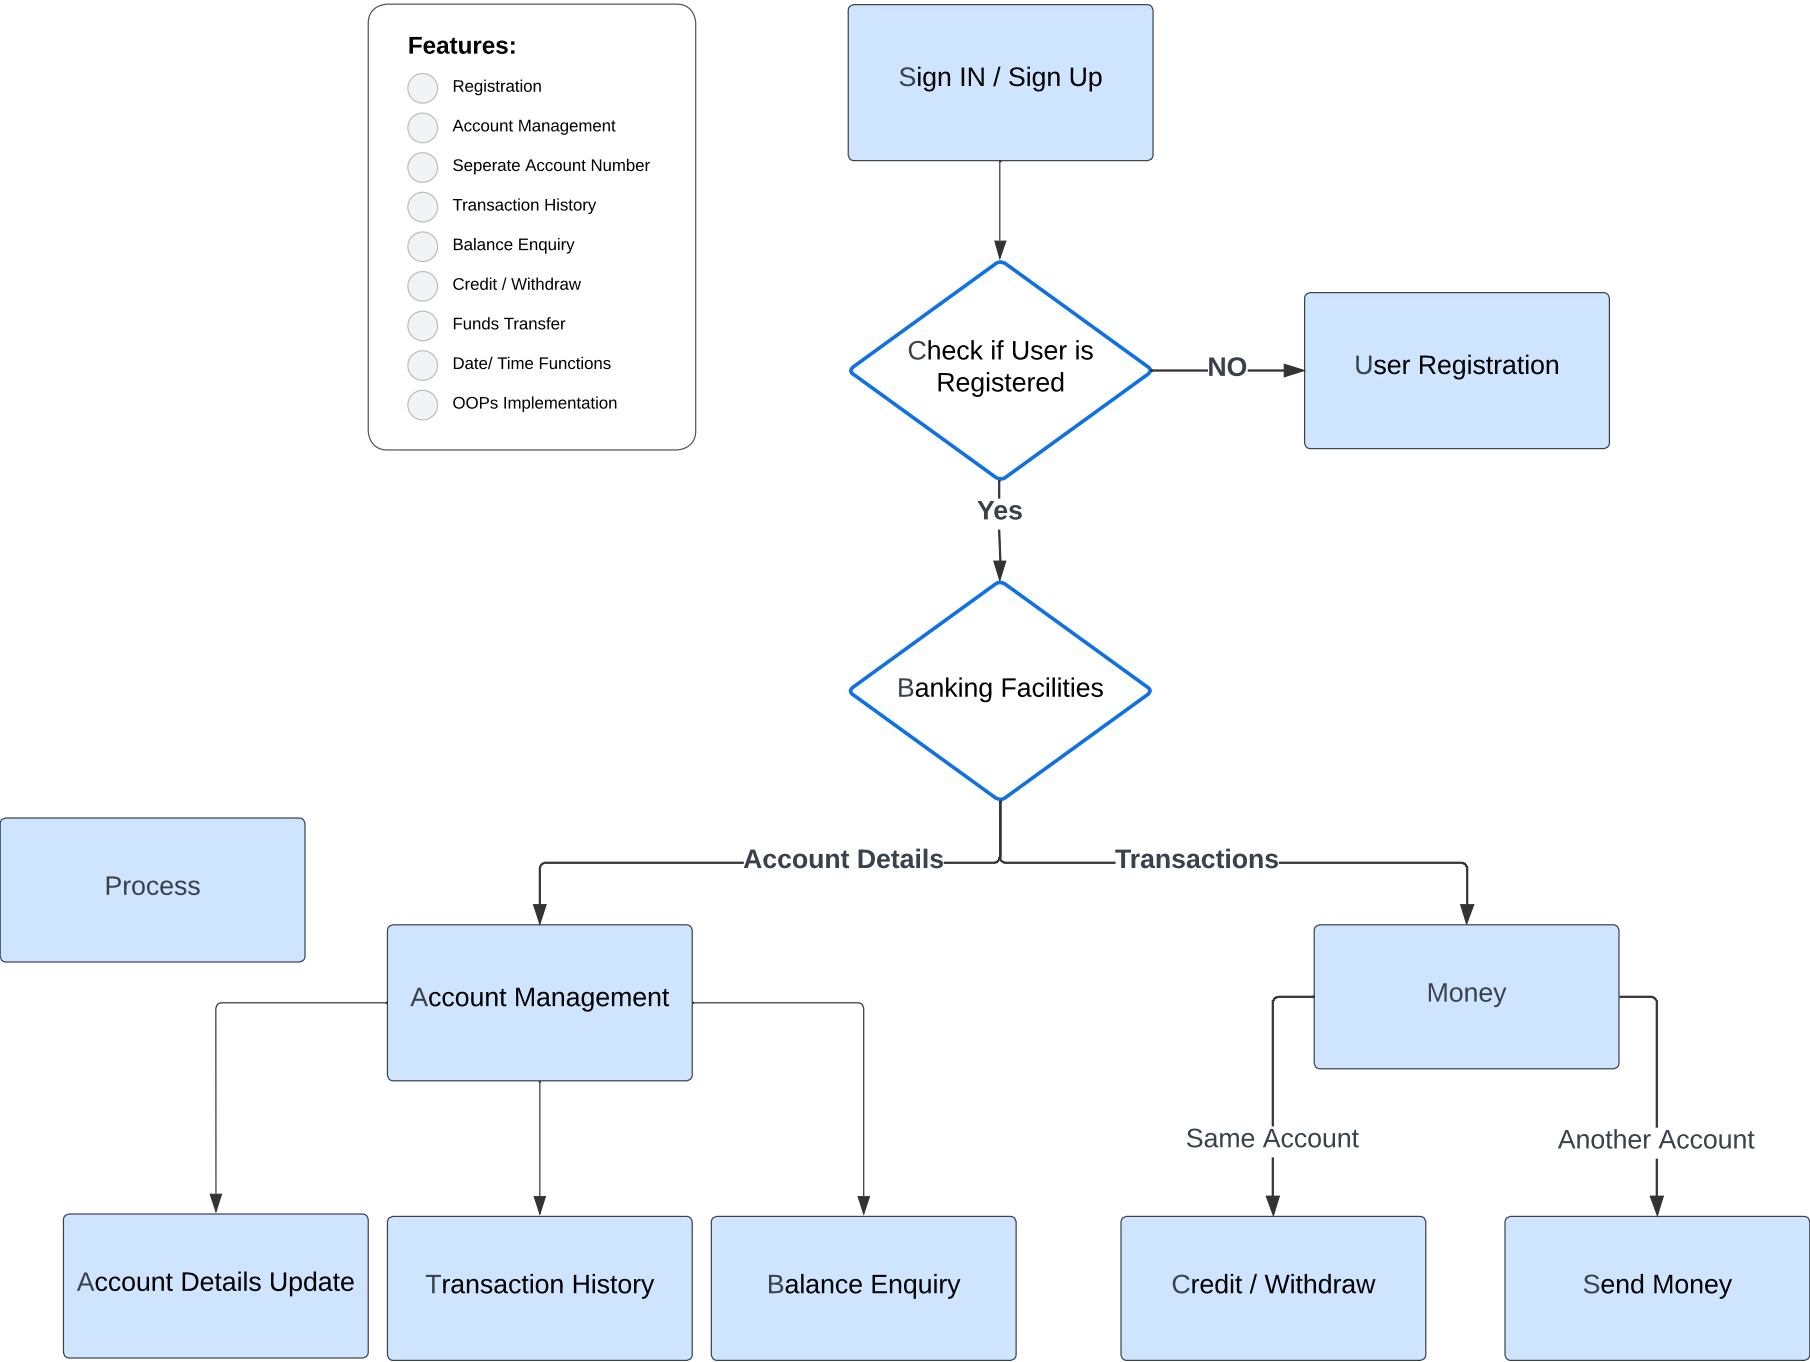 Features:
Registration
Account Management
Seperate Account Number
Transaction History
Balance Enquiry
Credit / Withdraw
Funds Transfer
Date/ Time Functions
OOPs Implementation
Sign IN / Sign Up
Check if User is
Registered
NO
User Registration
Yes
Banking Facilities
Account Details
Transactions
Process
Account Management
Money
Same Account
Another Account
Account Details Update
Transaction History
Balance Enquiry
Credit / Withdraw
Send Money